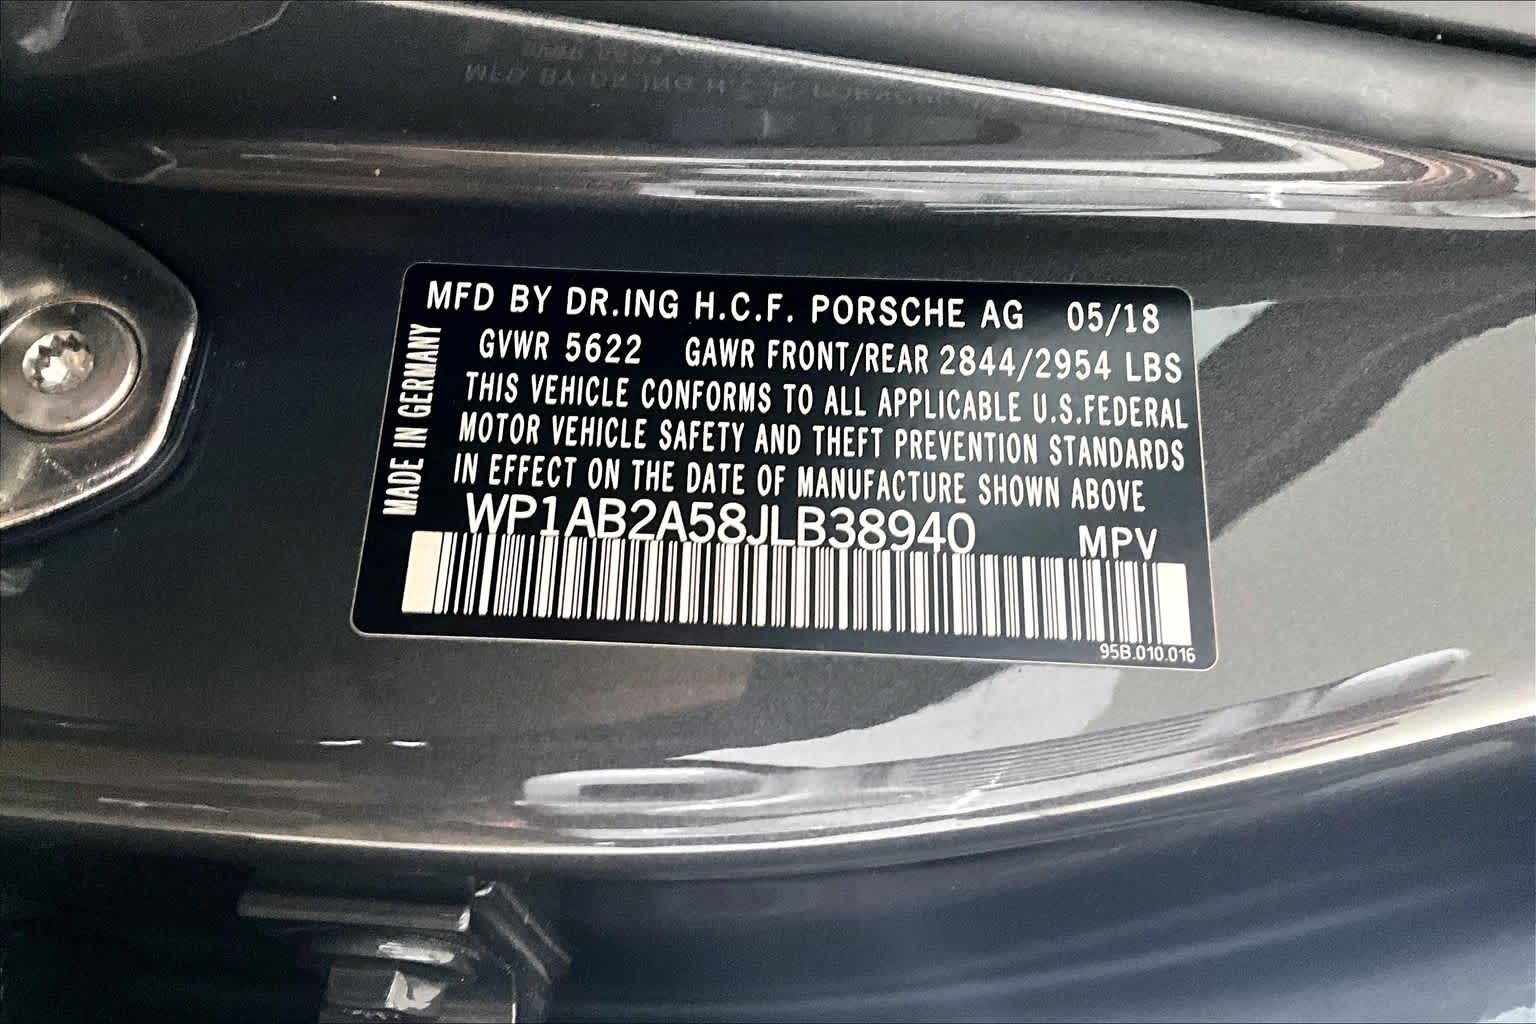 MFD BY DR.ING H.C.F. PORSCHE AG 05/18
GVWR 5622 GAWR FRONT/REAR 2844/2954 LBS
THIS VEHICLE CONFORMS TO ALL APPLICABLE U.S.FEDERAL
MOTOR VEHICLE SAFETY AND THEFT PREVENTION STANDARDS
IN EFFECT ON THE DATE OF MANUFACTURE SHOWN ABOVE
MADE IN GERMANY
WP1AB2A58JLB38940 MPV
95B.010.016